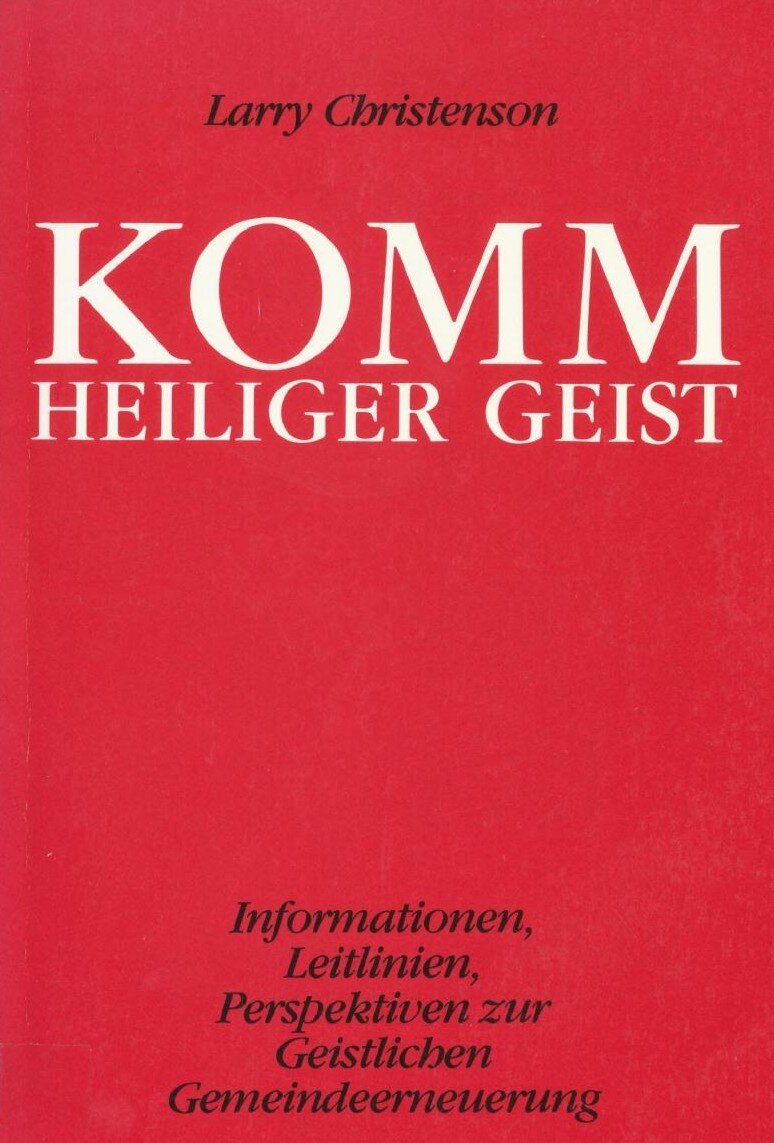 Larry Christenson
KOMM
HEILIGER GEIST
Informationen,
Leitlinien,
Perspektiven zur
Geistlichen
Gemeindeerneuerung